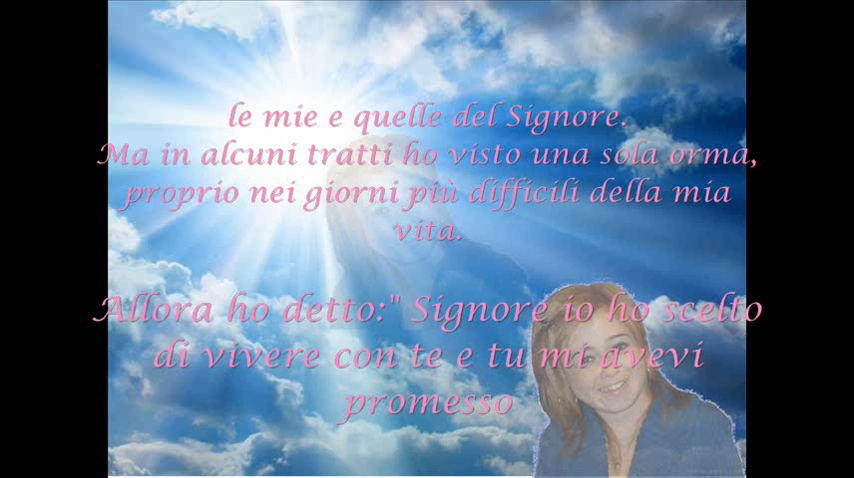 le mie e quelle del Signore.
Ma in alcuni tratti ho visto una sola orma,
proprio nei giorni più difficili della mia
vita.
Allora ho detto:" Signore io ho scelto
di vivere con te e tu mi avevi
promesso